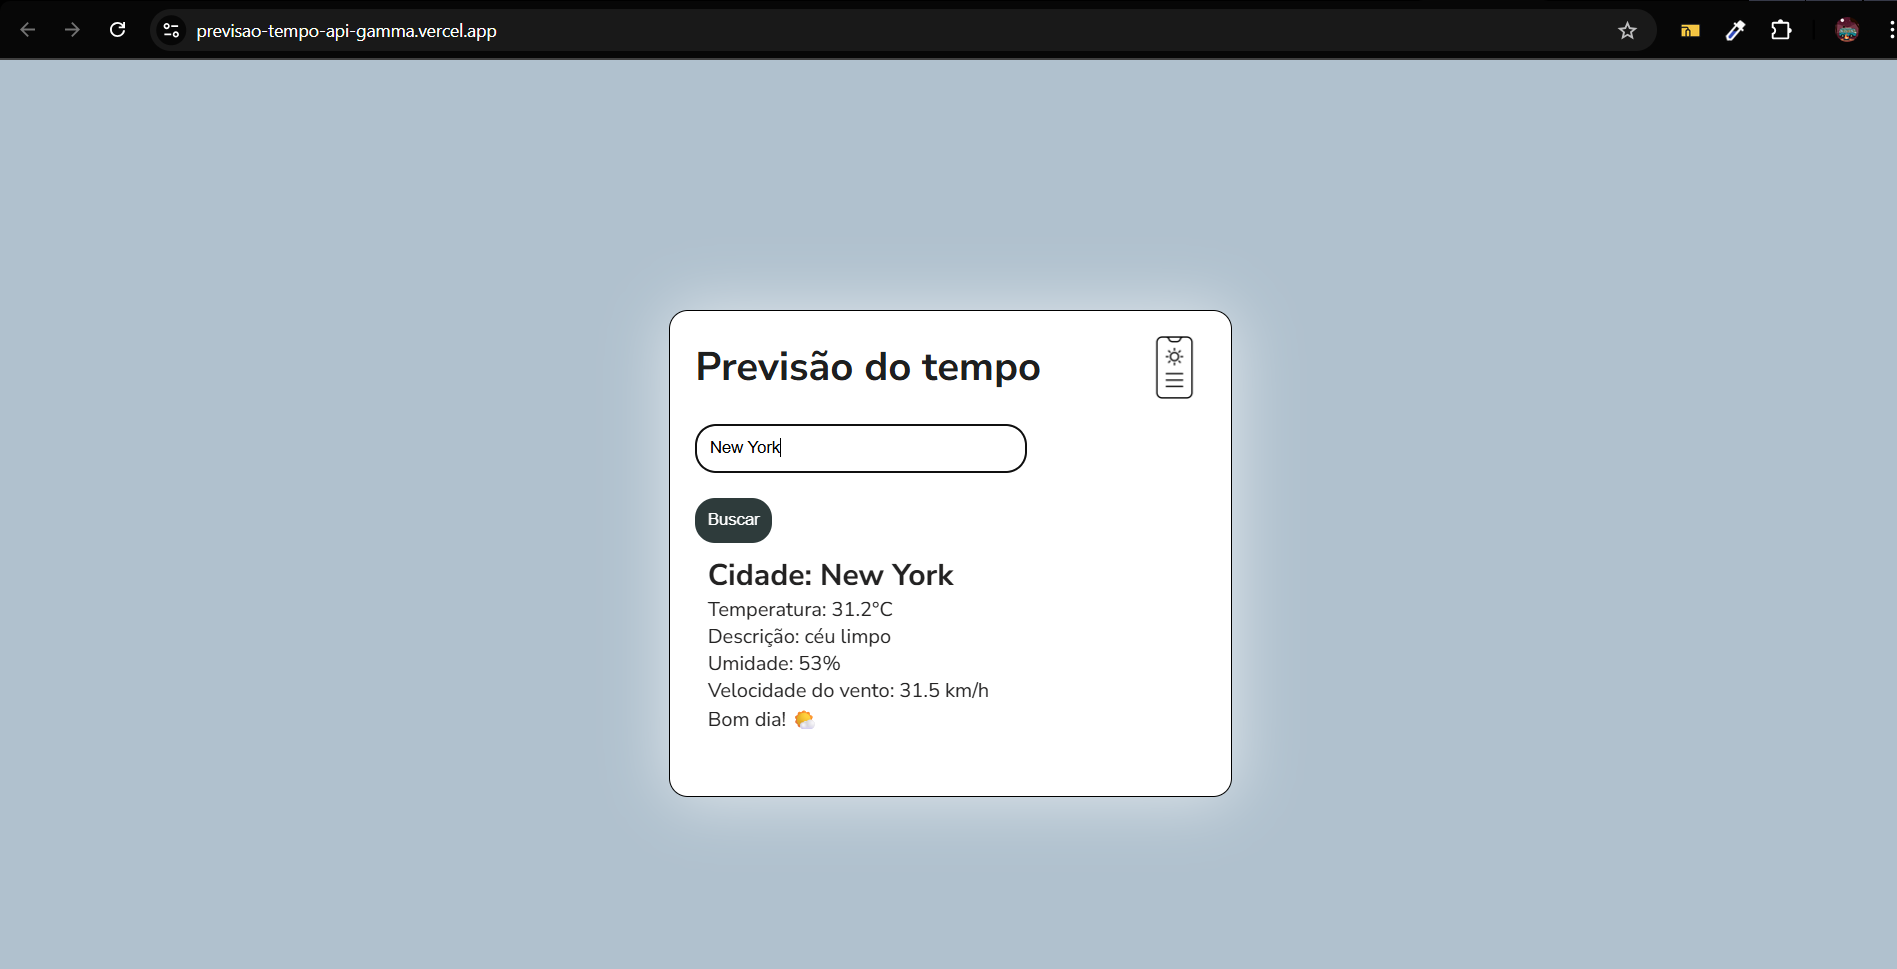 previsao-tempo-api-gamma.vercel.app
Previsão do tempo
New York
Buscar
Cidade: New York
Temperatura: 31.2°C
Descrição: céu limpo
Umidade: 53%
Velocidade do vento: 31.5 km/h
Bom dia! 🌤️